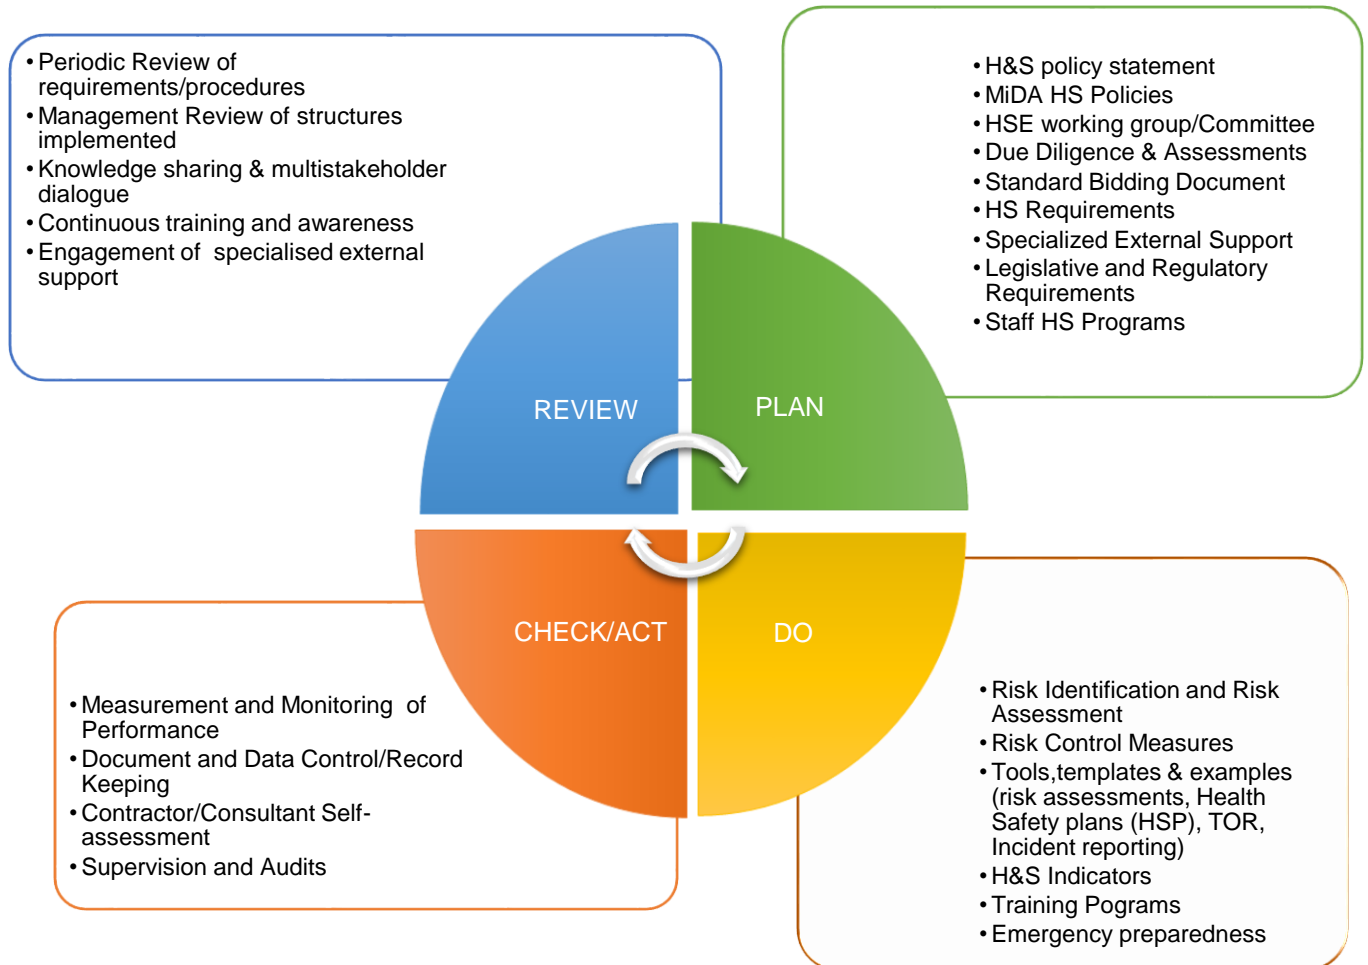 • Periodic Review of
requirements/procedures
• Management Review of structures
implemented
• Knowledge sharing & multistakeholder
dialogue
• Continuous training and awareness
• Engagement of  specialised external
support
• H&S policy statement
• MiDA HS Policies
• HSE working group/Committee
• Due Diligence & Assessments
• Standard Bidding Document
• HS Requirements
• Specialized External Support
• Legislative and Regulatory
Requirements
• Staff HS Programs
REVIEW
PLAN
CHECK/ACT
DO
• Measurement and Monitoring  of
Performance
• Document and Data Control/Record
Keeping
• Contractor/Consultant Self-
assessment
• Supervision and Audits
• Risk Identification and Risk
Assessment
• Risk Control Measures
• Tools,templates & examples
(risk assessments, Health
Safety plans (HSP), TOR,
Incident reporting)
• H&S Indicators
• Training Pograms
• Emergency preparedness